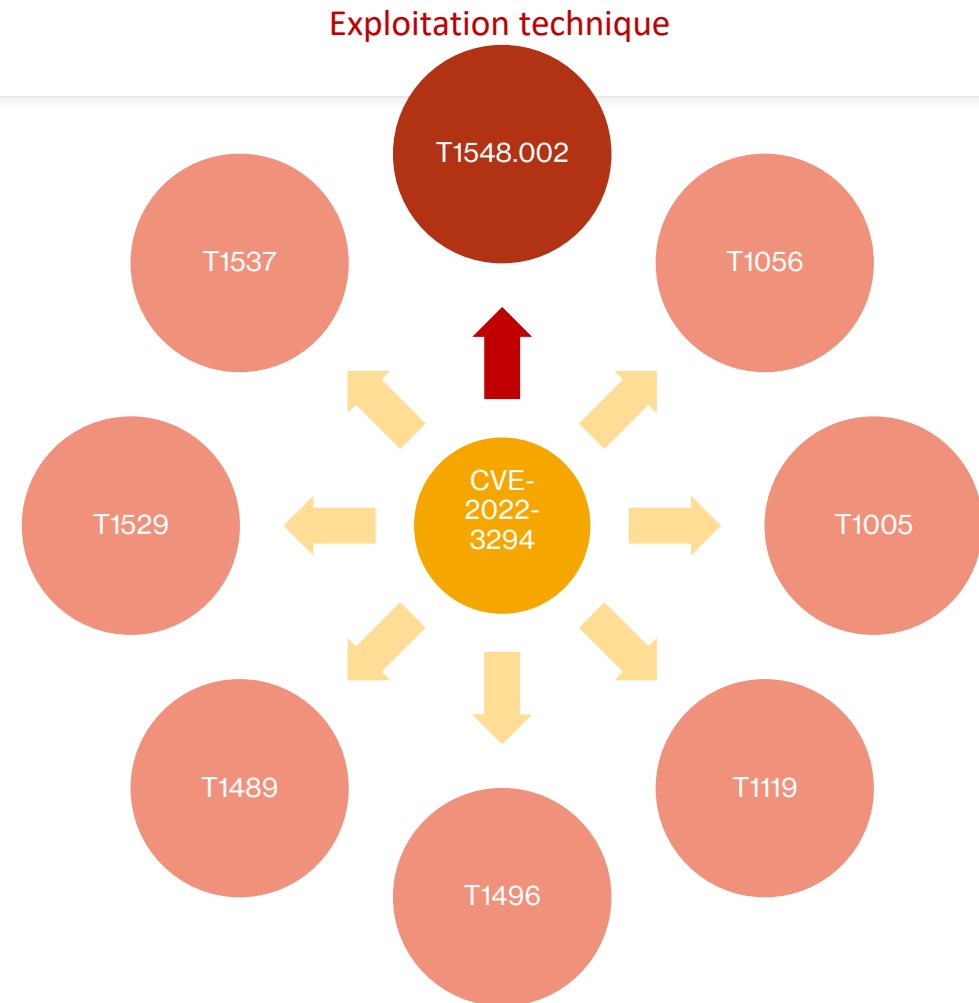 Exploitation technique
T1548.002
T1537
T1056
CVE-
2022-
3294
T1529
T1005
T1489
T1119
T1496